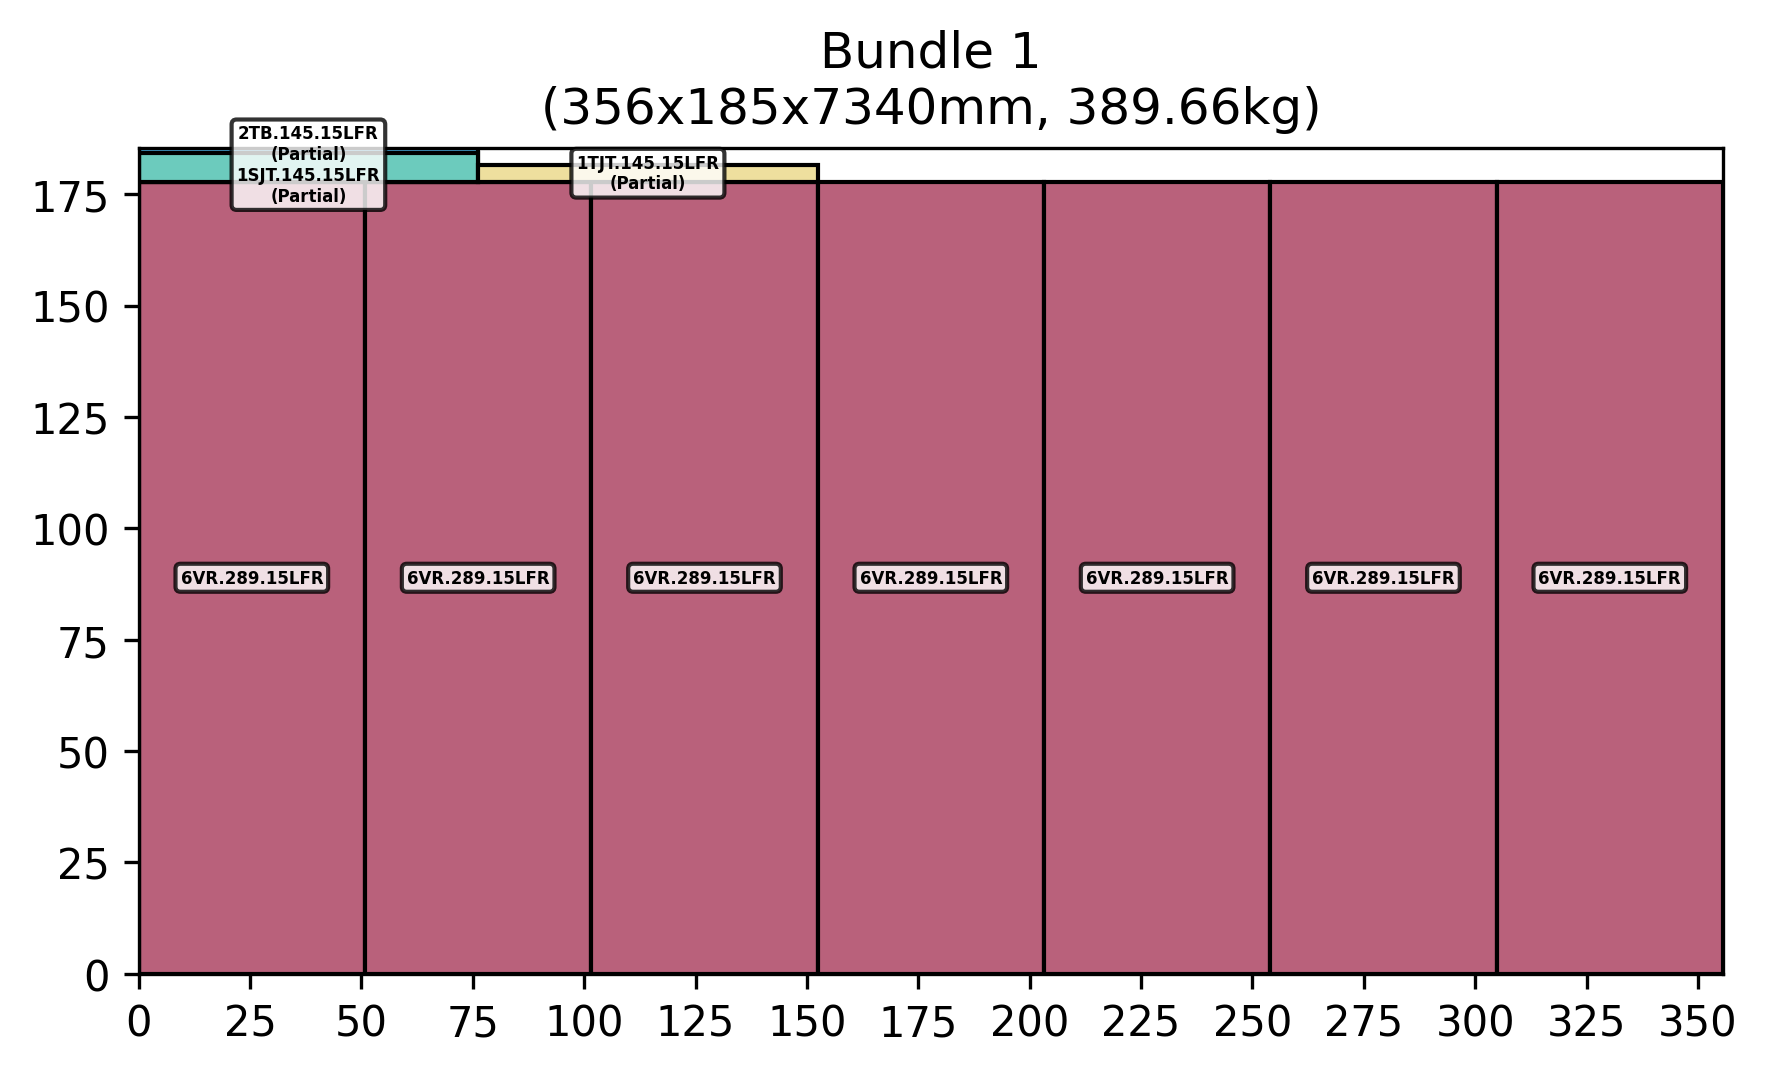 Bundle 1
(356x185x7340mm, 389.66kg)
2TB.145.15LFR
(Partial)
1SJT.145.15LFR
(Partial)
1TJT.145.15LFR
(Partial)
175
150
125
100
75
50
25
0
6VR.289.15LFR
6VR.289.15LFR
6VR.289.15LFR
6VR.289.15LFR
6VR.289.15LFR
6VR.289.15LFR
6VR.289.15LFR
0 25 50 75 100 125 150 175 200 225 250 275 300 325 350